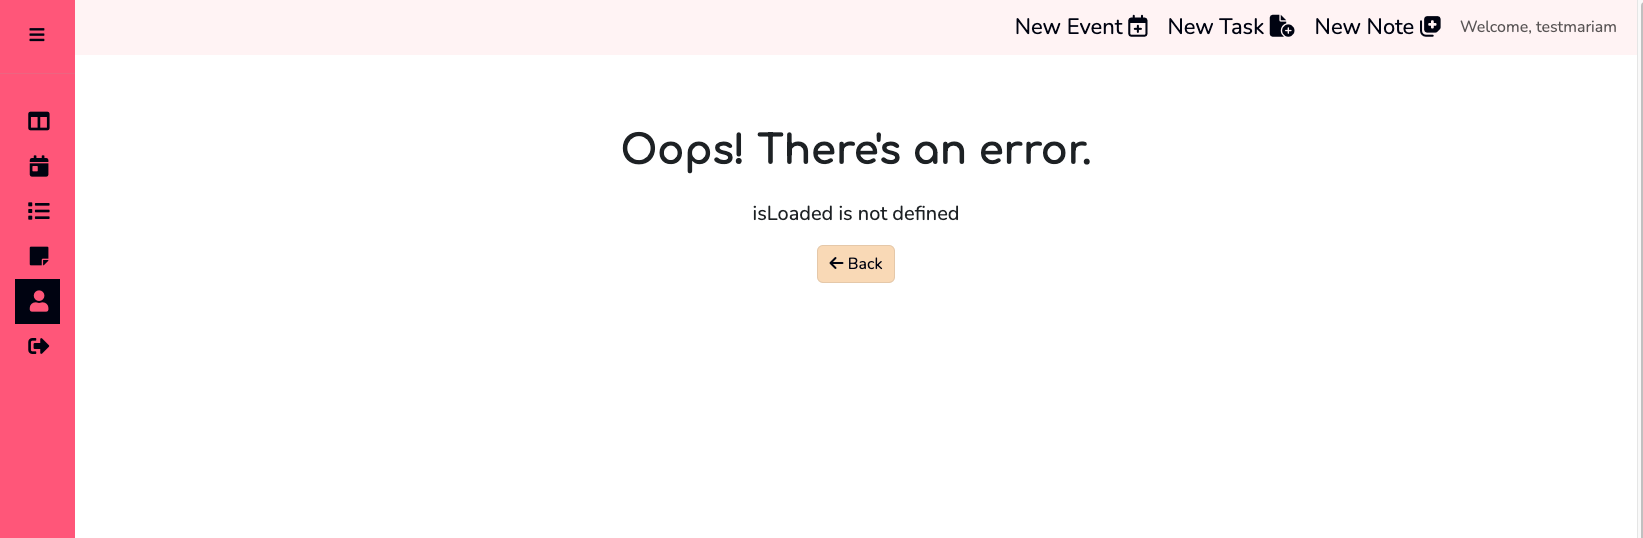 New Event New Task New Note Welcome, testmariam
Oops! There's an error.
isLoaded is not defined
Back